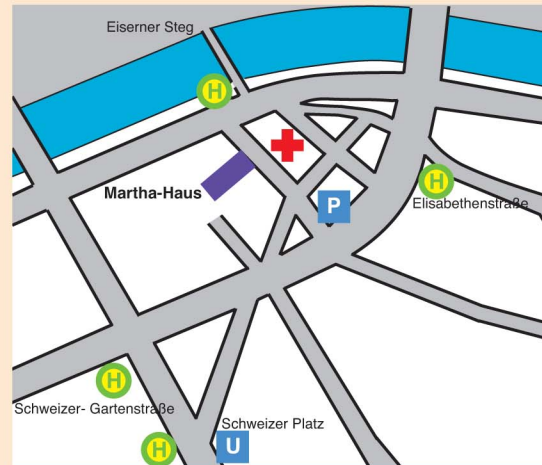 Eiserner Steg
H
Martha-Haus
P
H
Elisabethenstraße
H
Schweizer- Gartenstraße
Schweizer Platz
H
U